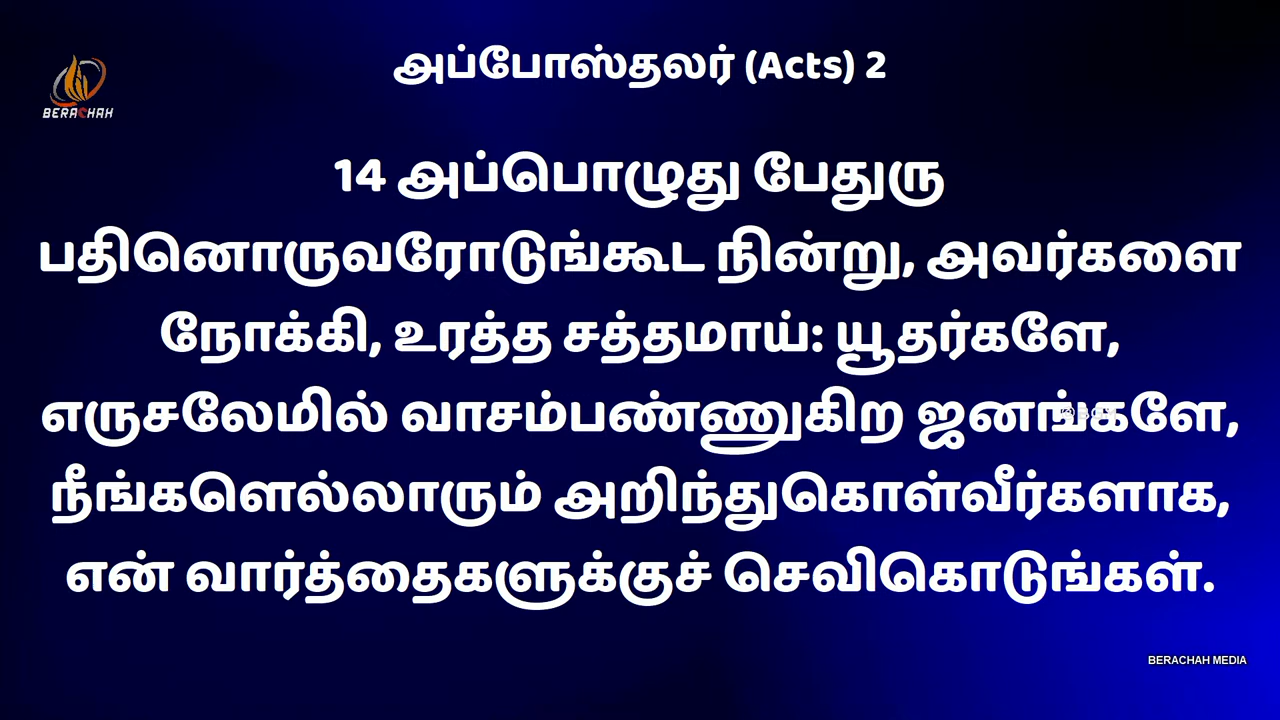 அப்போஸ்தலர் (Acts) 2
BERACHAH
14 அப்பொழுது பேதுரு
பதினொருவரோடுங்கூட நின்று, அவர்களை
நோக்கி, உரத்த சத்தமாய்: யூதர்களே,
எருசலேமில் வாசம்பண்ணுகிற ஜனங்களே,
நீங்களெல்லாரும் அறிந்துகொள்வீர்களாக,
என் வார்த்தைகளுக்குச் செவிகொடுங்கள்.
BERACHAH MEDIA